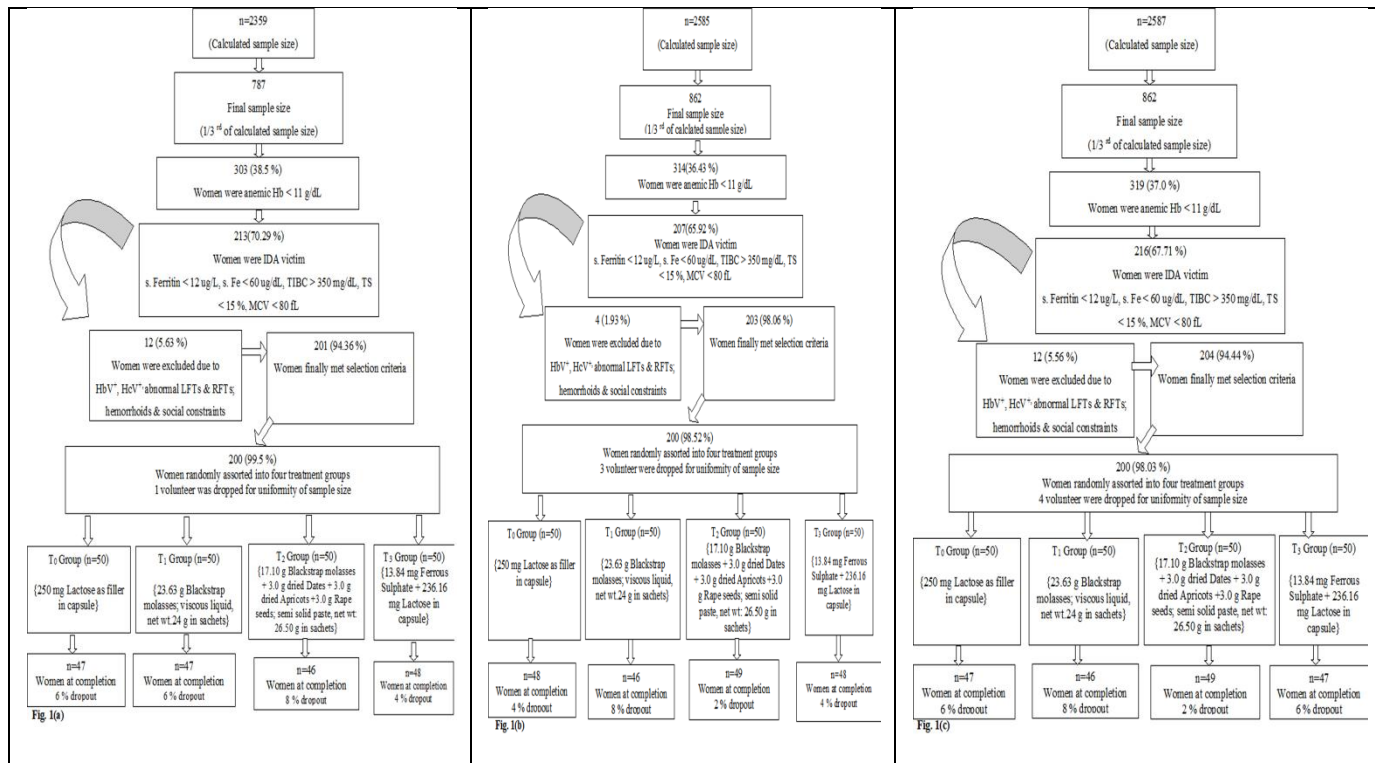 n=2359
(Calculated sample size)
787
Final sample size
(1/3 rd of calculated sample size)
303 (38.5 %)
Women were anemic Hb < 11 g/dL
213(70.29 %)
Women were IDA victim
s. Ferritin < 12 ug/L, s. Fe < 60 ug/dL, TIBC > 350 mg/dL, TS
< 15 %, MCV < 80 fL
12 (5.63 %)
Women were excluded due to
HbV+, HcV+, abnormal LFTs & RFTs;
hemorrhoids & social constraints
201 (94.36 %)
Women finally met selection criteria
200 (99.5 %)
Women randomly assorted into four treatment groups
1 volunteer was dropped for uniformity of sample size
T0 Group (n=50)
{250 mg Lactose as filler
in capsule}
T1 Group (n=50)
{23.63 g Blackstrap
molasses; viscous liquid,
net wt.24 g in sachets}
T2 Group (n=50)
{17.10 g Blackstrap molasses
+ 3.0 g dried Dates + 3.0 g
dried Apricots +3.0 g Rape
seeds; semi solid paste, net wt:
26.50 g in sachets}
T3 Group (n=50)
{13.84 mg Ferrous
Sulphate + 236.16
mg Lactose in
capsule}
n=47
Women at completion
6 % dropout
n=47
Women at completion
6 % dropout
n=46
Women at completion
8 % dropout
n=48
Women at completion
4 % dropout
Fig. 1(a)
n=2585
(Calculated sample size)
862
Final sample size
(1/3 rd of calclated sample size)
314(36.43 %)
Women were anemic Hb < 11 g/dL
207(65.92 %)
Women were IDA victim
s. Ferritin < 12 ug/L, s. Fe < 60 ug/dL, TIBC > 350 mg/dL, TS
< 15 %, MCV < 80 fL
4 (1.93 %)
Women were excluded due to
HbV+, HcV+, abnormal LFTs & RFTs;
hemorrhoids & social constraints
203 (98.06 %)
Women finally met selection criteria
200 (98.52 %)
Women randomly assorted into four treatment groups
3 volunteer were dropped for uniformity of sample size
T0 Group (n=50)
{250 mg Lactose as filler
in capsule}
T1 Group (n=50)
{23.63 g Blackstrap
molasses; viscous liquid,
net wt.24 g in sachets}
T2 Group (n=50)
{17.10 g Blackstrap
molasses + 3.0 g dried
Dates + 3.0 g dried
Apricots +3.0 g Rape
seeds; semi solid paste,
net wt: 26.50 g in
sachets}
T3 Group (n=50)
{13.84 mg Ferrous
Sulphate + 236.16
mg Lactose in
capsule}
n=48
Women at completion
4 % dropout
n=46
Women at completion
8 % dropout
n=49
Women at completion
2 % dropout
n=48
Women at completion
4 % dropout
Fig. 1(b)
n=2587
(Calculated sample size)
862
Final sample size
(1/3 rd of calculated sample size)
319 (37.0 %)
Women were anemic Hb < 11 g/dL
216(67.71 %)
Women were IDA victim
s. Ferritin < 12 ug/L, s. Fe < 60 ug/dL, TIBC > 350 mg/dL, TS
< 15 %, MCV < 80 fL
12 (5.56 %)
Women were excluded due to
HbV+, HcV+, abnormal LFTs & RFTs;
hemorrhoids & social constraints
204 (94.44 %)
Women finally met selection criteria
200 (98.03 %)
Women randomly assorted into four treatment groups
4 volunteer were dropped for uniformity of sample size
T0 Group (n=50)
{250 mg Lactose as filler
in capsule}
T1 Group (n=50)
{23.63 g Blackstrap
molasses; viscous liquid,
net wt.24 g in sachets}
T2 Group (n=50)
{17.10 g Blackstrap molasses
+ 3.0 g dried Dates + 3.0 g
dried Apricots +3.0 g Rape
seeds; semi solid paste, net wt:
26.50 g in sachets}
T3 Group (n=50)
{13.84 mg Ferrous
Sulphate + 236.16 mg
Lactose in capsule}
n=47
Women at completion
6 % dropout
n=46
Women at completion
8 % dropout
n=49
Women at completion
2 % dropout
n=47
Women at completion
6 % dropout
Fig. 1(c)